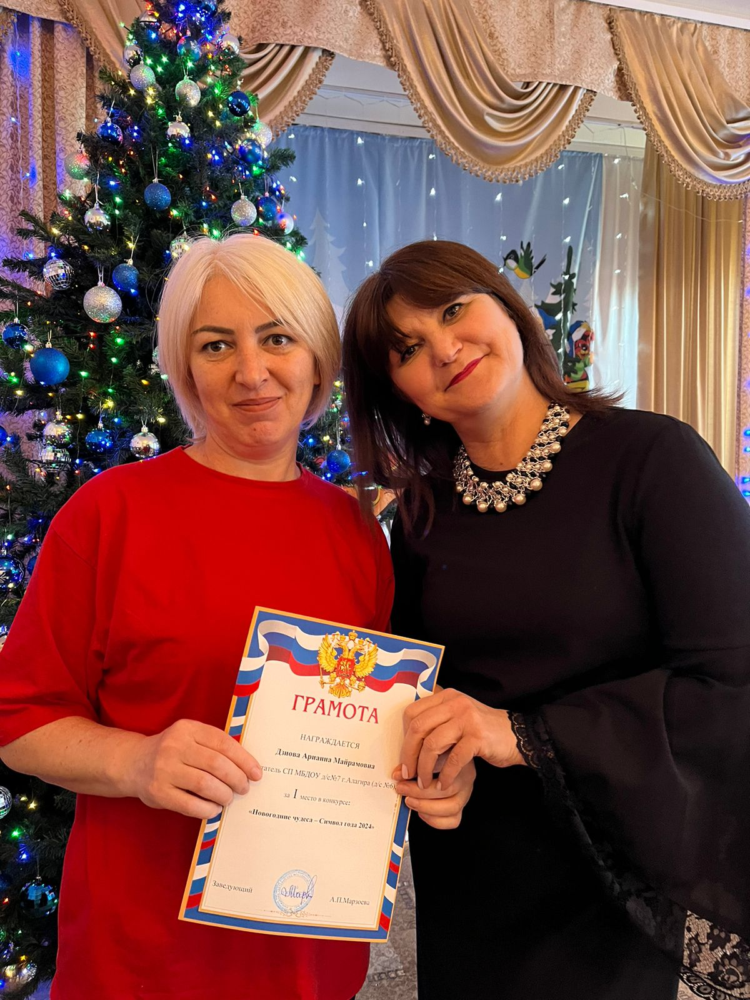 ГРАМОТА
НАГРАЖДАЕТСЯ
Дзиова Арианна Майрамовна
СП МБДОУ д/с№7 г.Алагира (д/с №6),
за I место в конкурсе:
«Новогодние чудеса – Символ года 2024»
Заведующий
А.П.Марзоева